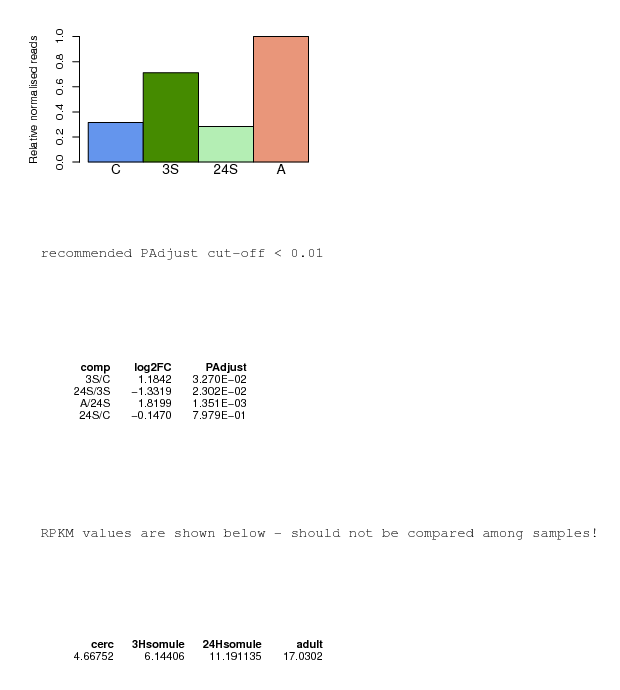 Relative normalised reads
1.0
0.8
0.6
0.4
0.2
0.0
C 3S 24S A
recommended PAdjust cut-off < 0.01
comp log2FC PAdjust
3S/C 1.1842 3.270E−02
24S/3S −1.3319 2.302E−02
A/24S 1.8199 1.351E−03
24S/C −0.1470 7.979E−01
RPKM values are shown below - should not be compared among samples!
cerc 3Hsomule 24Hsomule adult
4.66752 6.14406 11.191135 17.0302